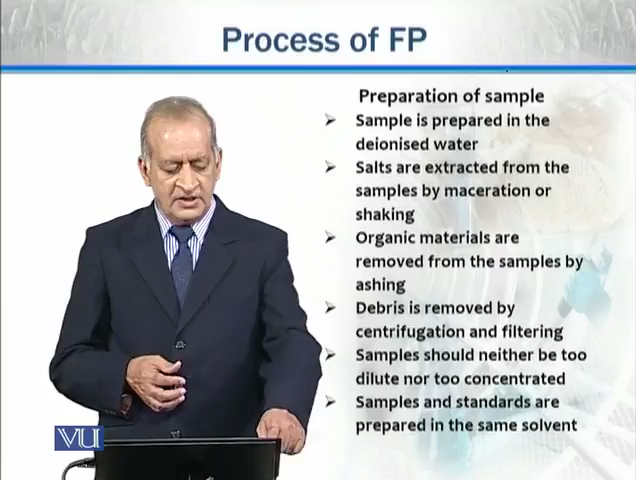 Process of FP
Preparation of sample
Sample is prepared in the
deionised water
Salts are extracted from the
samples by maceration or
shaking
Organic materials are
removed from the samples by
ashing
Debris is removed by
centrifugation and filtering
Samples should neither be too
dilute nor too concentrated
Samples and standards are
prepared in the same solvent
VU